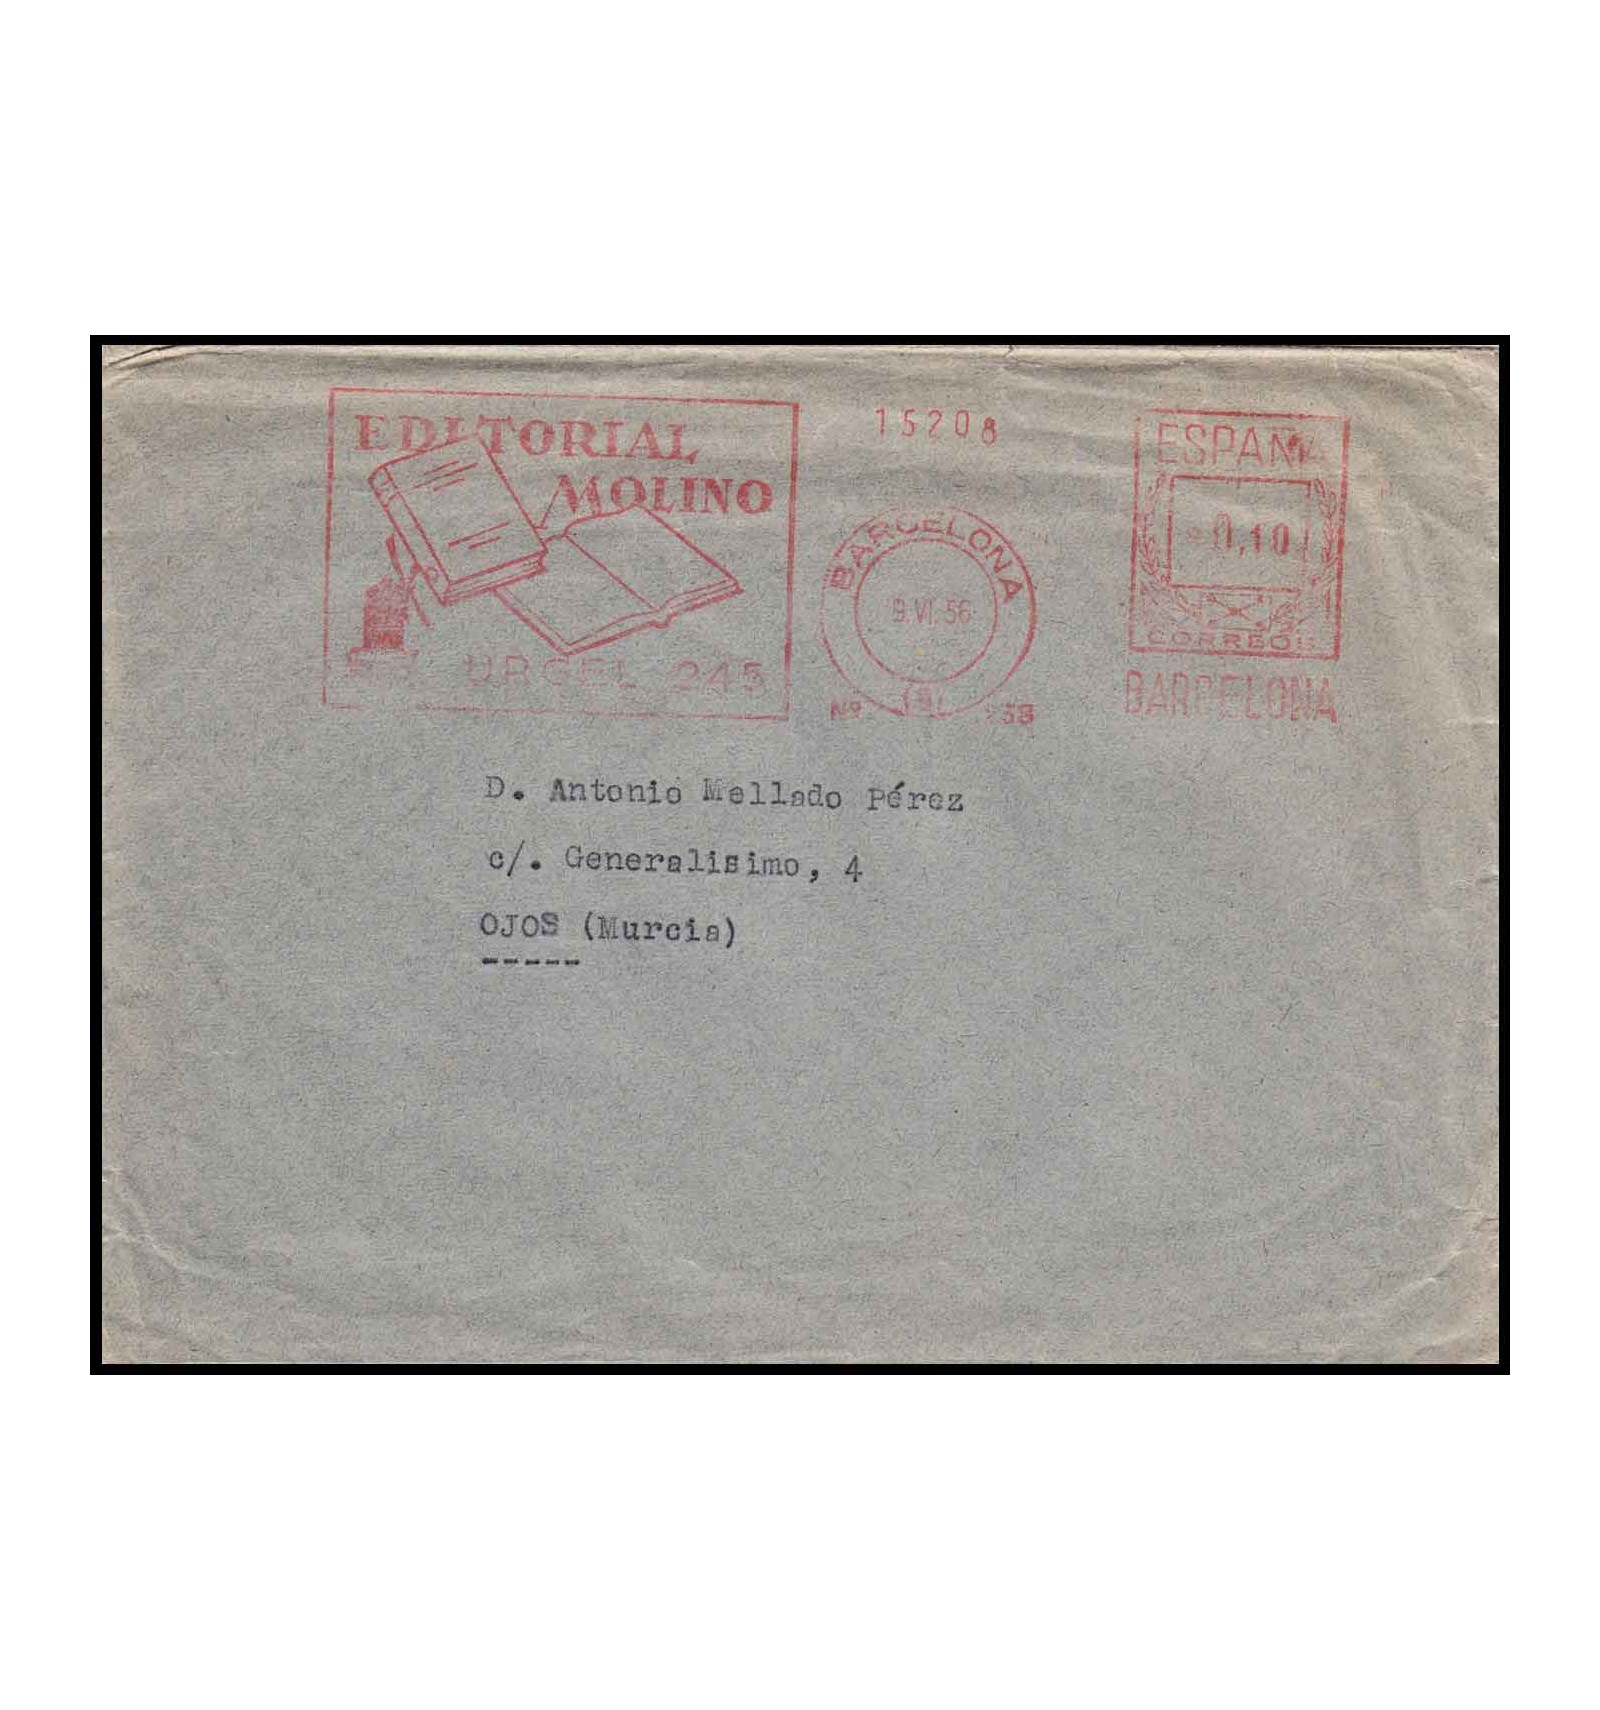 EDITORIAL
MOLINO
URGEL 245
15208
BARCELONA
9.VI.56
Nº
ESPAÑA
0,10
CORREOS
BARCELONA
D. Antonio Mellado Pérez
c/. Generalisimo, 4
OJOS (Murcia)
-----